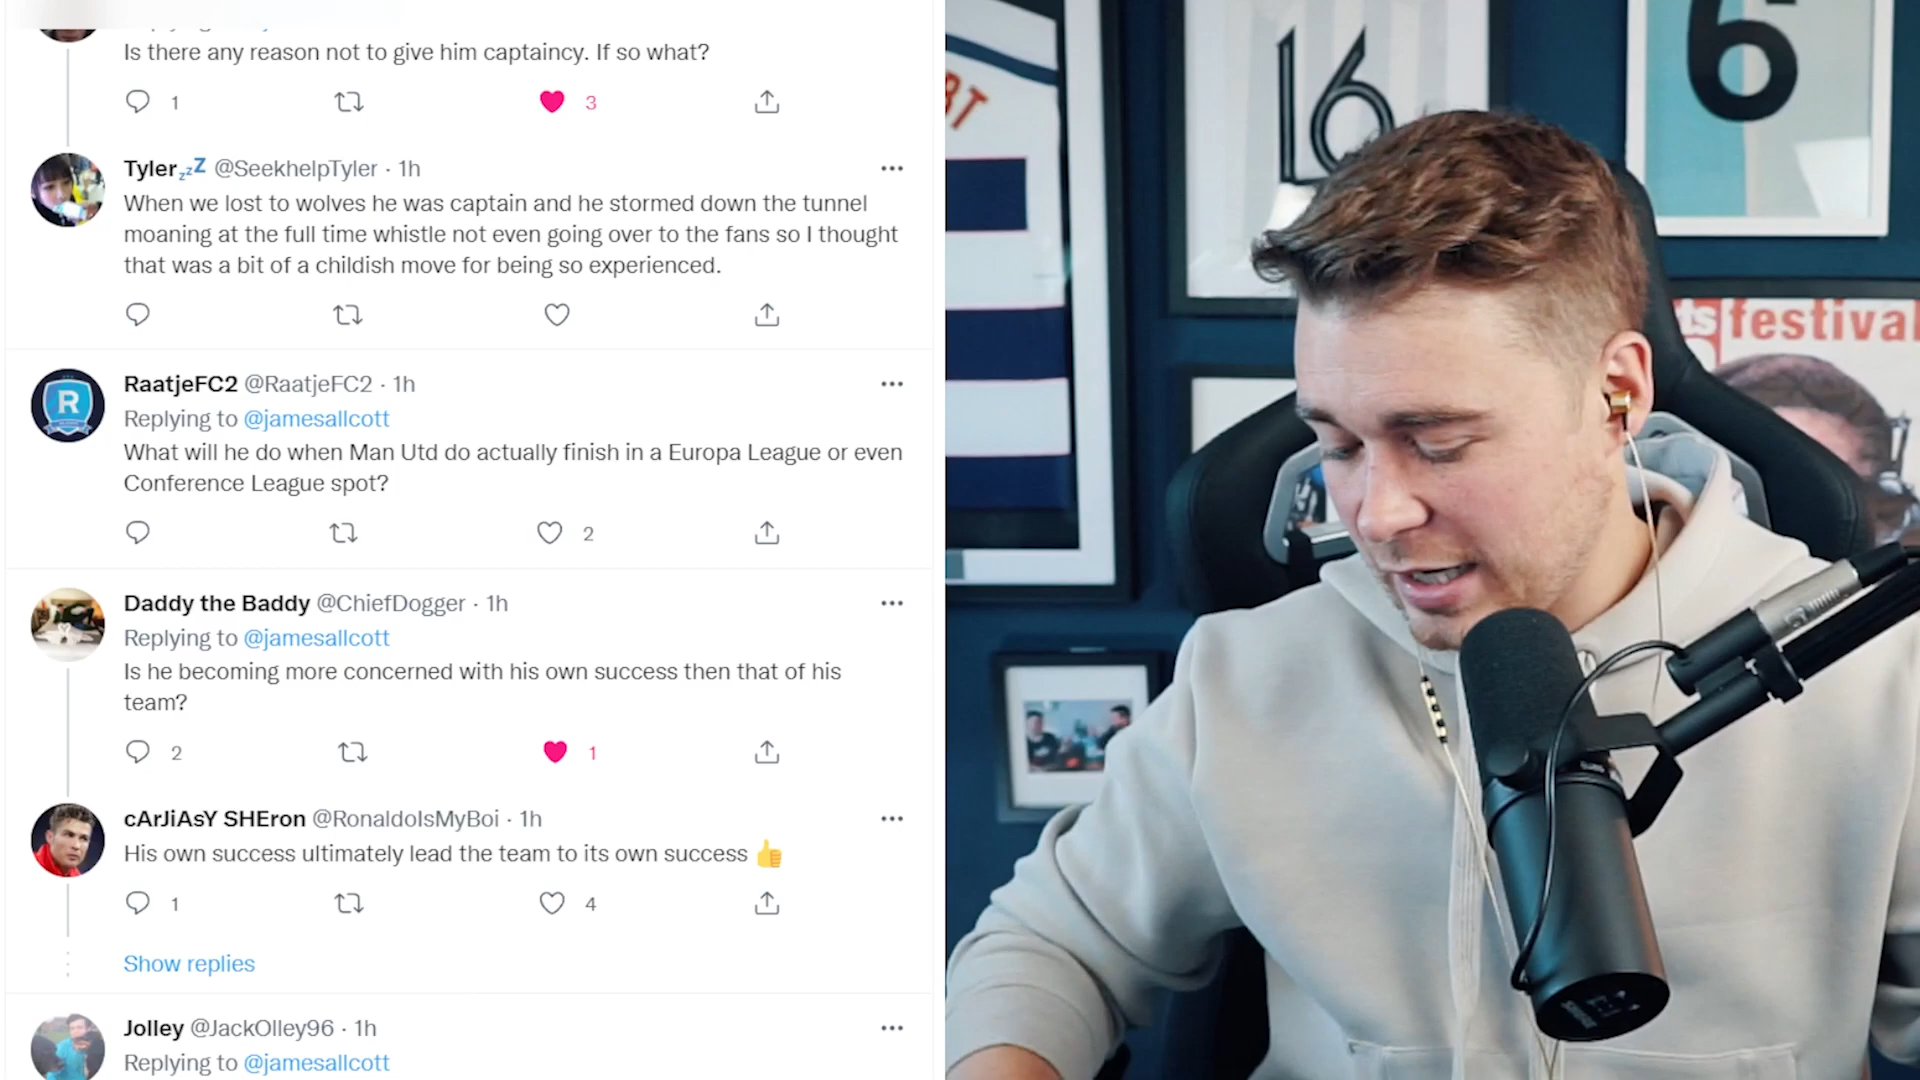 Is there any reason not to give him captaincy. If so what?
1
3
Tyler zzZ @SeekhelpTyler · 1h
When we lost to wolves he was captain and he stormed down the tunnel
moaning at the full time whistle not even going over to the fans so I thought
that was a bit of a childish move for being so experienced.
RaatjeFC2 @RaatjeFC2 · 1h
Replying to @jamesallcott
What will he do when Man Utd do actually finish in a Europa League or even
Conference League spot?
2
Daddy the Baddy @ChiefDogger · 1h
Replying to @jamesallcott
Is he becoming more concerned with his own success then that of his
team?
2
1
cArJiAsY SHEron @RonaldoIsMyBoi · 1h
His own success ultimately lead the team to its own success 👍
1
4
Show replies
Jolley @JackOlley96 · 1h
Replying to @jamesallcott
R
16
6
festival